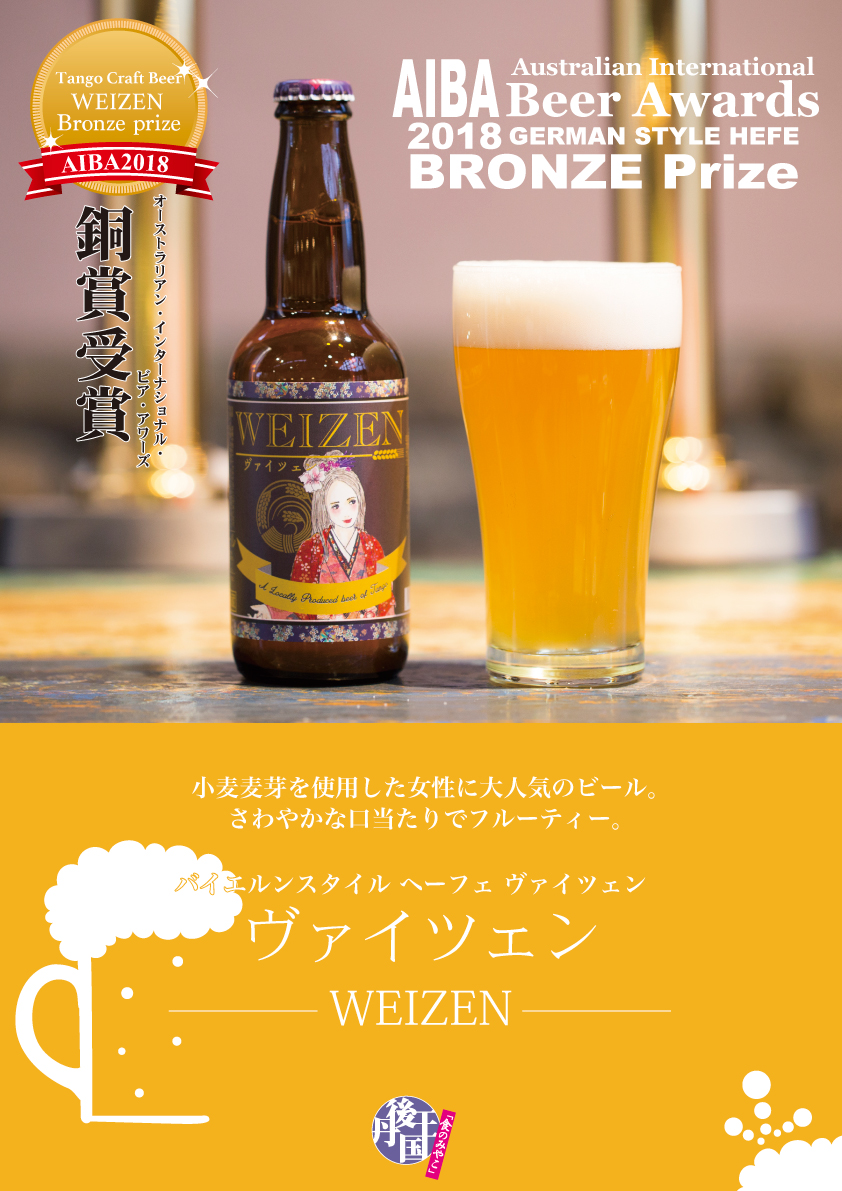 Tango Craft Beer
WEIZEN
Bronze prize
AIBA2018
オーストラリアン・インターナショナル・
ビア・アワーズ
銅賞受賞
AIBA Australian International
Beer Awards
2018 GERMAN STYLE HEFE
BRONZE Prize
WEIZEN
ヴァイツェ
A Locally Produced beer of Tango
小麦麦芽を使用した女性に大人気のビール。
さわやかな口当たりでフルーティー。
バイエルンスタイル ヘーフェ ヴァイツェン
ヴァイツェン
WEIZEN
丹後王国
「食のみやこ」